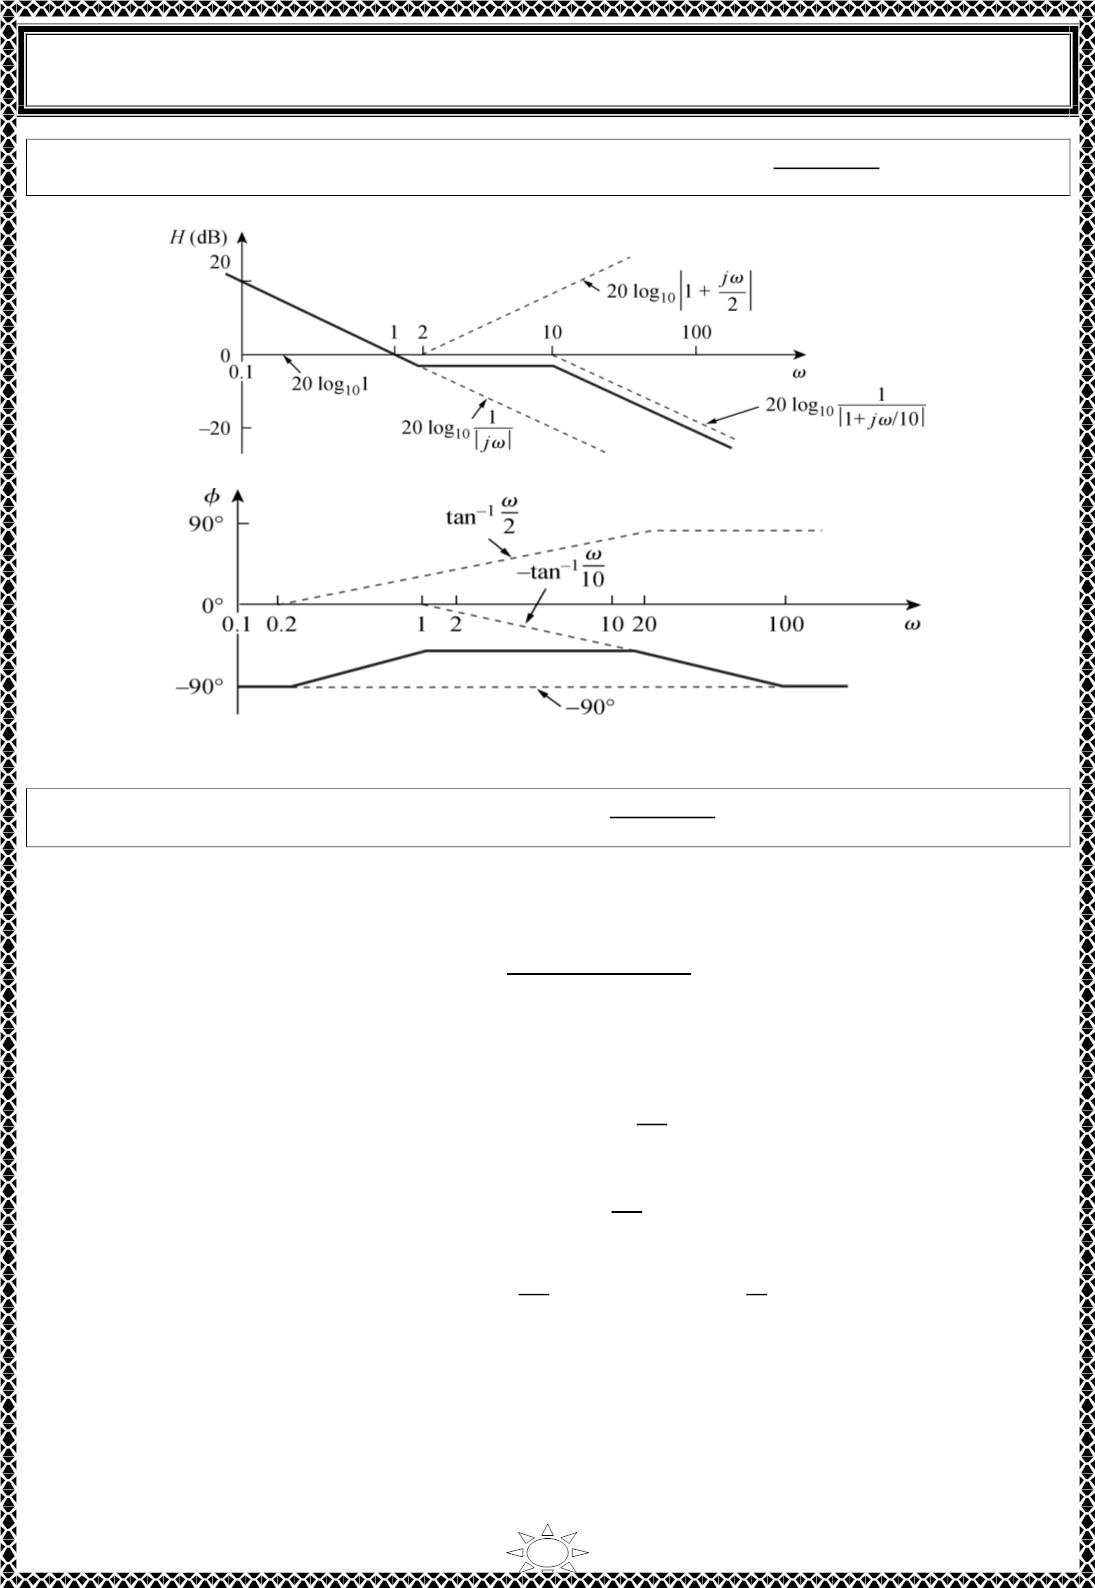 H (dB)
20
20 log₁₀ |1 + jω/2|
1 2 10 100
0
0.1
ω
20 log₁₀1
20 log₁₀ 1/|jω|
20 log₁₀ 1/|1+ jω/10|
–20
ϕ
90°
tan⁻¹ ω/2
–tan⁻¹ ω/10
0°
0.1 0.2 1 2 10 20 100 ω
–90°
–90°